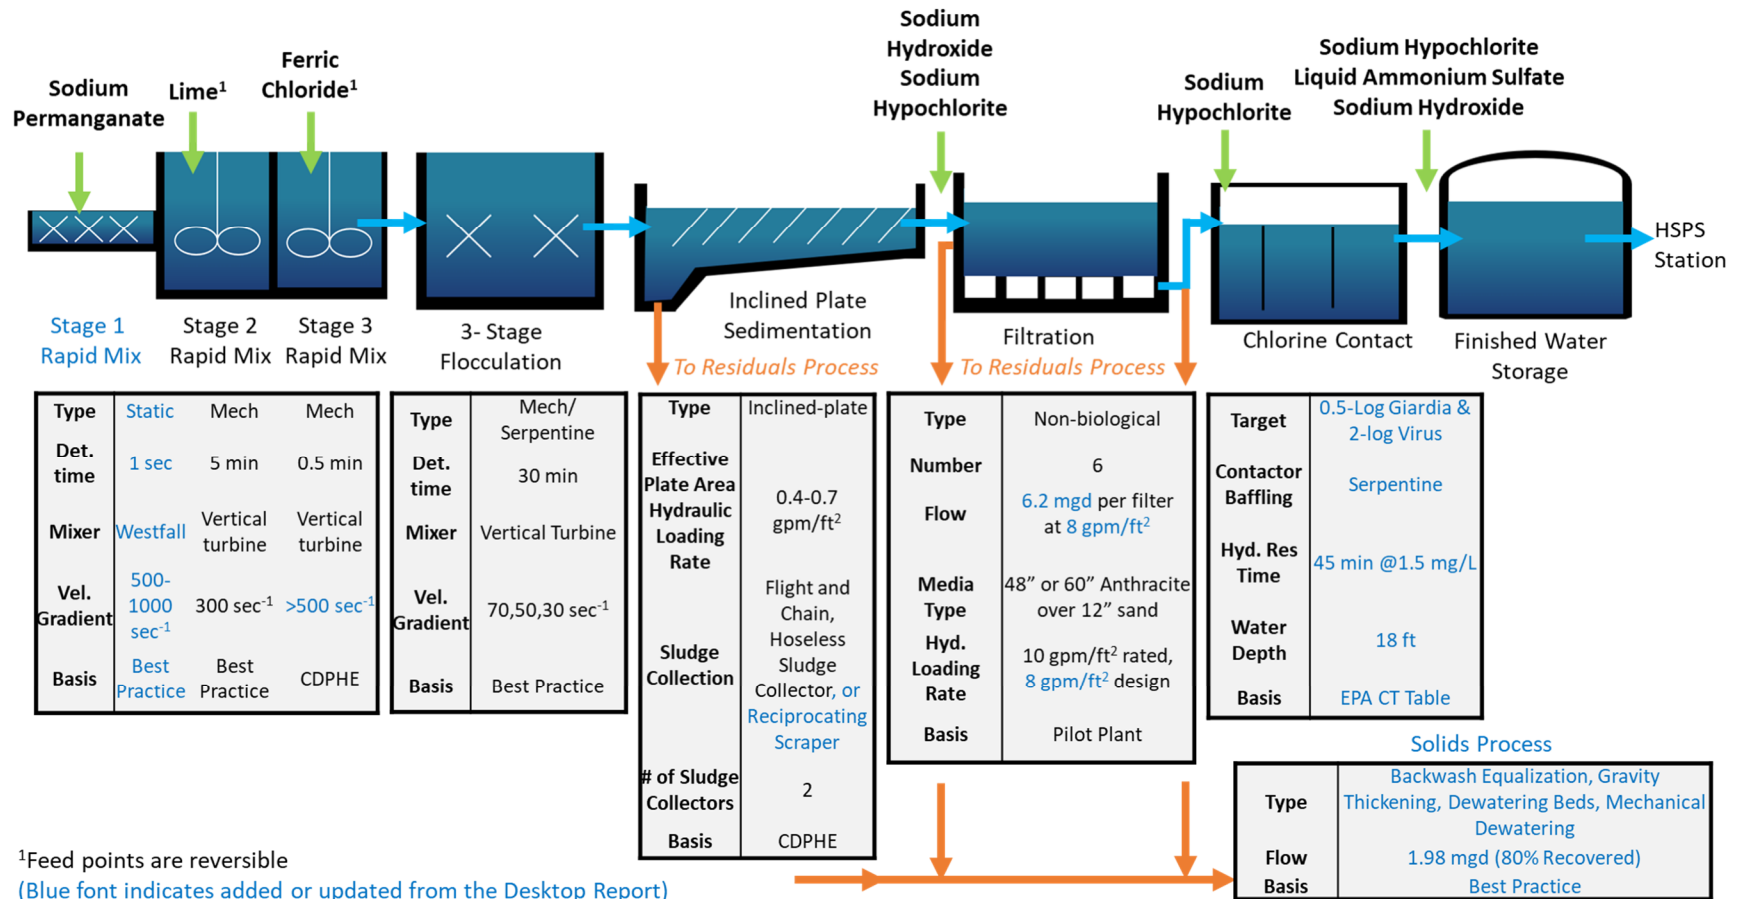 Sodium
Permanganate
Lime¹
Ferric
Chloride¹
Sodium
Hydroxide
Sodium
Hypochlorite
Sodium
Hypochlorite
Sodium Hypochlorite
Liquid Ammonium Sulfate
Sodium Hydroxide
HSPS
Station
Stage 1
Rapid Mix
Stage 2
Rapid Mix
Stage 3
Rapid Mix
3- Stage
Flocculation
Inclined Plate
Sedimentation
To Residuals Process
Filtration
To Residuals Process
Chlorine Contact
Finished Water
Storage
Type Static Mech Mech
Det.
time 1 sec 5 min 0.5 min
Mixer Westfall Vertical
turbine Vertical
turbine
Vel.
Gradient 500-
1000
sec⁻¹ 300 sec⁻¹ >500 sec⁻¹
Basis Best
Practice Best
Practice CDPHE
Type Mech/
Serpentine
Det.
time 30 min
Mixer Vertical Turbine
Vel.
Gradient 70,50,30 sec⁻¹
Basis Best Practice
Type Inclined-plate
Effective
Plate Area
Hydraulic
Loading
Rate 0.4-0.7
gpm/ft²
Sludge
Collection Flight and
Chain,
Hoseless
Sludge
Collector, or
Reciprocating
Scraper
# of Sludge
Collectors 2
Basis CDPHE
Type Non-biological
Number 6
Flow 6.2 mgd per filter
at 8 gpm/ft²
Media
Type 48” or 60” Anthracite
over 12” sand
Hyd.
Loading
Rate 10 gpm/ft² rated,
8 gpm/ft² design
Basis Pilot Plant
Target 0.5-Log Giardia &
2-log Virus
Contactor
Baffling Serpentine
Hyd. Res
Time 45 min @1.5 mg/L
Water
Depth 18 ft
Basis EPA CT Table
Solids Process
Type Backwash Equalization, Gravity
Thickening, Dewatering Beds, Mechanical
Dewatering
Flow 1.98 mgd (80% Recovered)
Basis Best Practice
¹Feed points are reversible
(Blue font indicates added or updated from the Desktop Report)